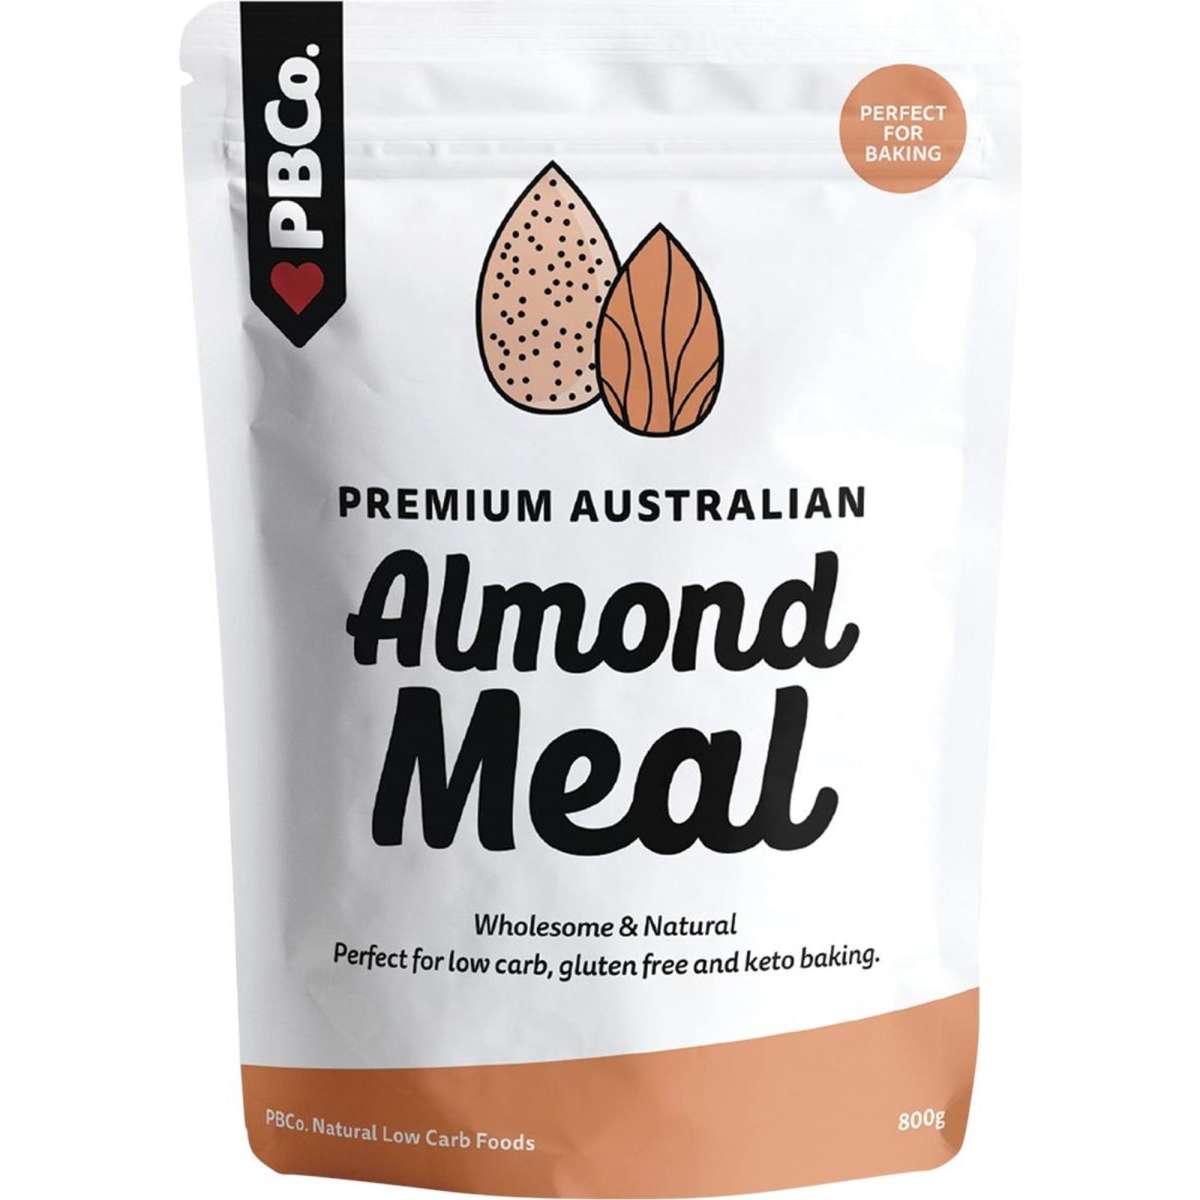 PBCo.
PERFECT
FOR
BAKING
PREMIUM AUSTRALIAN
Almond
Meal
Wholesome & Natural
Perfect for low carb, gluten free and keto baking.
PBCo. Natural Low Carb Foods
800g